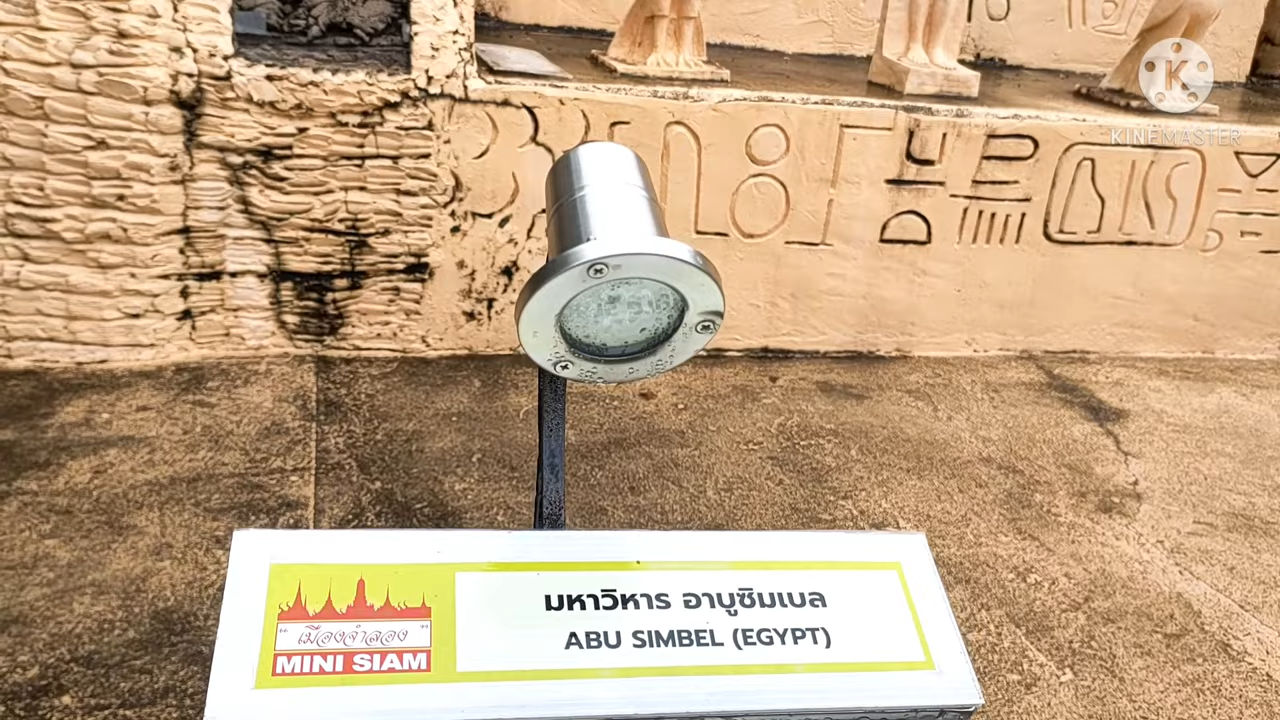 K
KINEMASTER
มหาวิหาร อาบูซิมเบล
ABU SIMBEL (EGYPT)
"เมืองจำลอง"
MINI SIAM